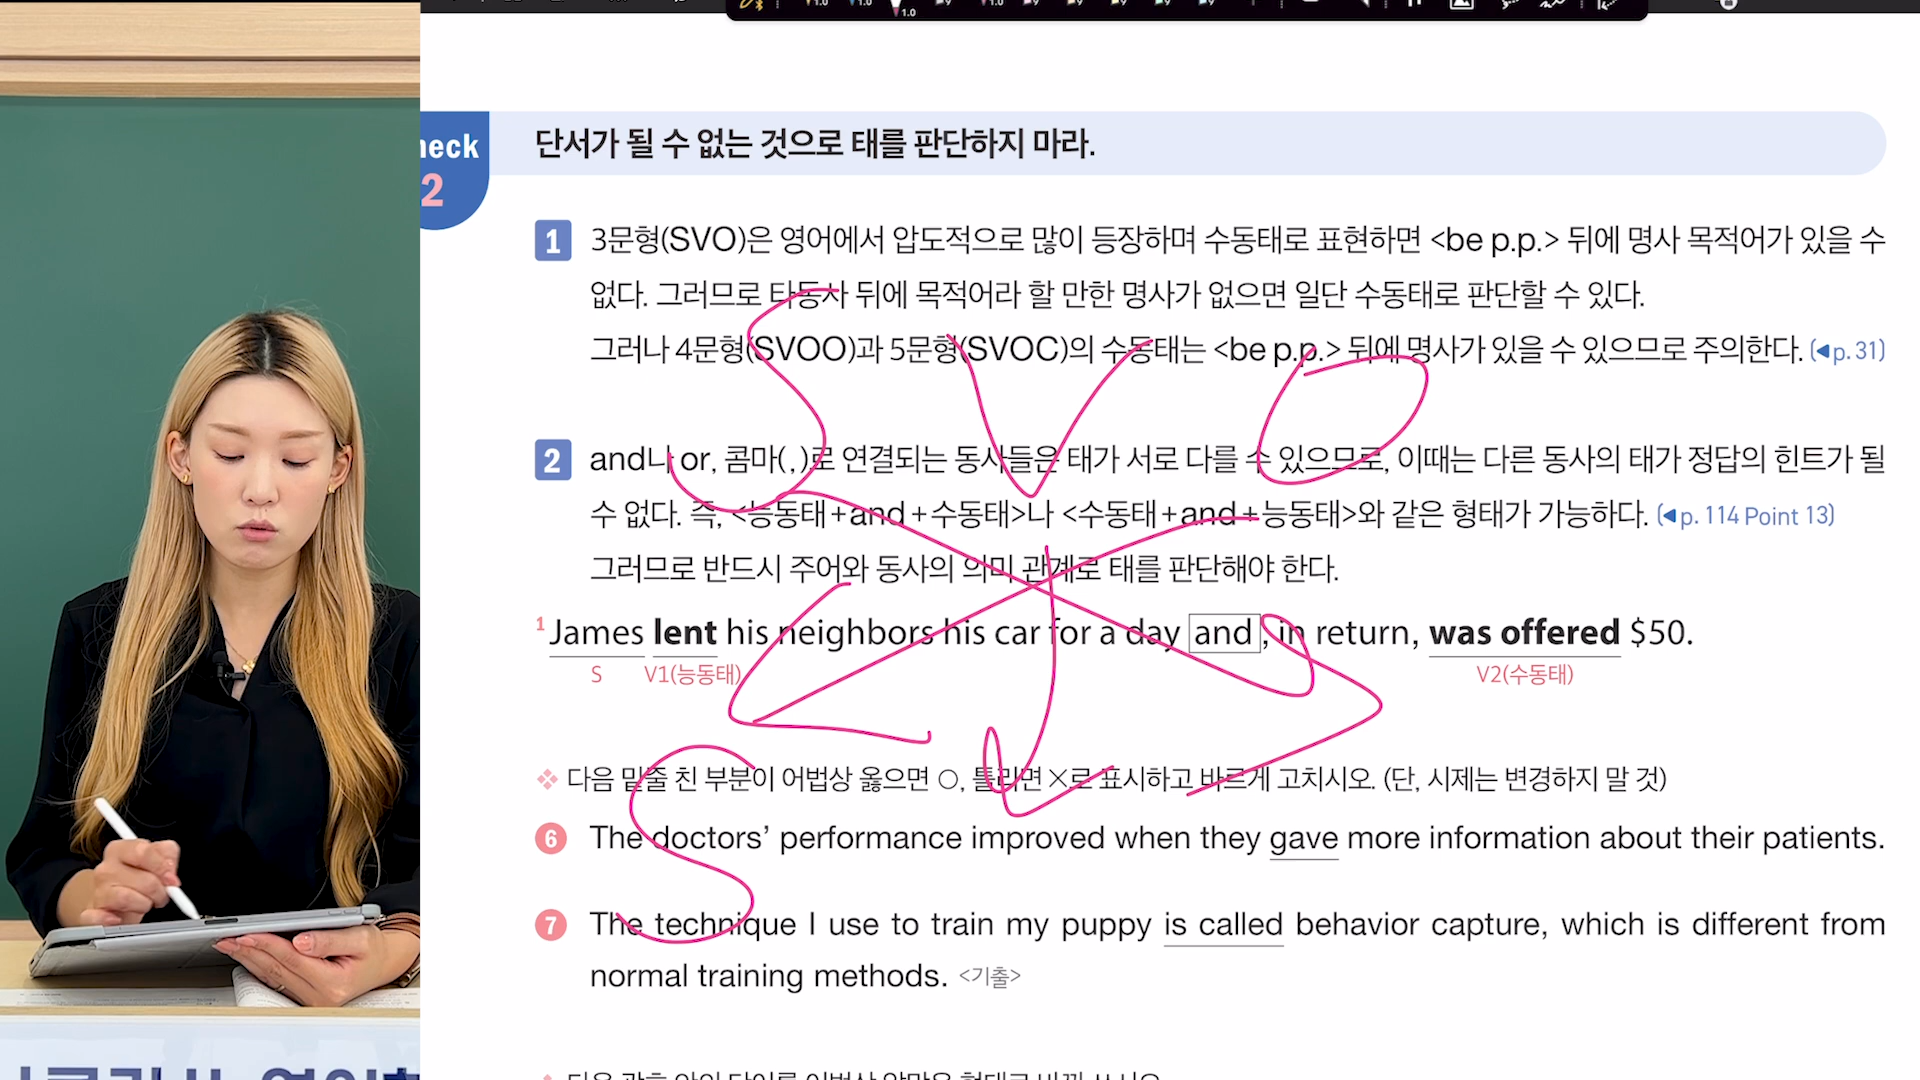 heck
2
단서가 될 수 없는 것으로 태를 판단하지 마라.
1 3문형(SVO)은 영어에서 압도적으로 많이 등장하며 수동태로 표현하면 <be p.p.> 뒤에 명사 목적어가 있을 수
없다. 그러므로 타동사 뒤에 목적어라 할 만한 명사가 없으면 일단 수동태로 판단할 수 있다.
그러나 4문형(SVOO)과 5문형(SVOC)의 수동태는 <be p.p.> 뒤에 명사가 있을 수 있으므로 주의한다. (◀p. 31)
S V O
2 and나 or, 콤마(,)로 연결되는 동사들은 태가 서로 다를 수 있으므로, 이때는 다른 동사의 태가 정답의 힌트가 될
수 없다. 즉, <능동태+and+수동태>나 <수동태+and+능동태>와 같은 형태가 가능하다. (◀p. 114 Point 13)
그러므로 반드시 주어와 동사의 의미 관계로 태를 판단해야 한다.
1 James lent his neighbors his car for a day and, in return, was offered $50.
S V1(능동태) V2(수동태)
❖ 다음 밑줄 친 부분이 어법상 옳으면 ○, 틀리면 ×로 표시하고 바르게 고치시오. (단, 시제는 변경하지 말 것)
6 The doctors’ performance improved when they gave more information about their patients.
S
7 The technique I use to train my puppy is called behavior capture, which is different from
normal training methods. <기출>